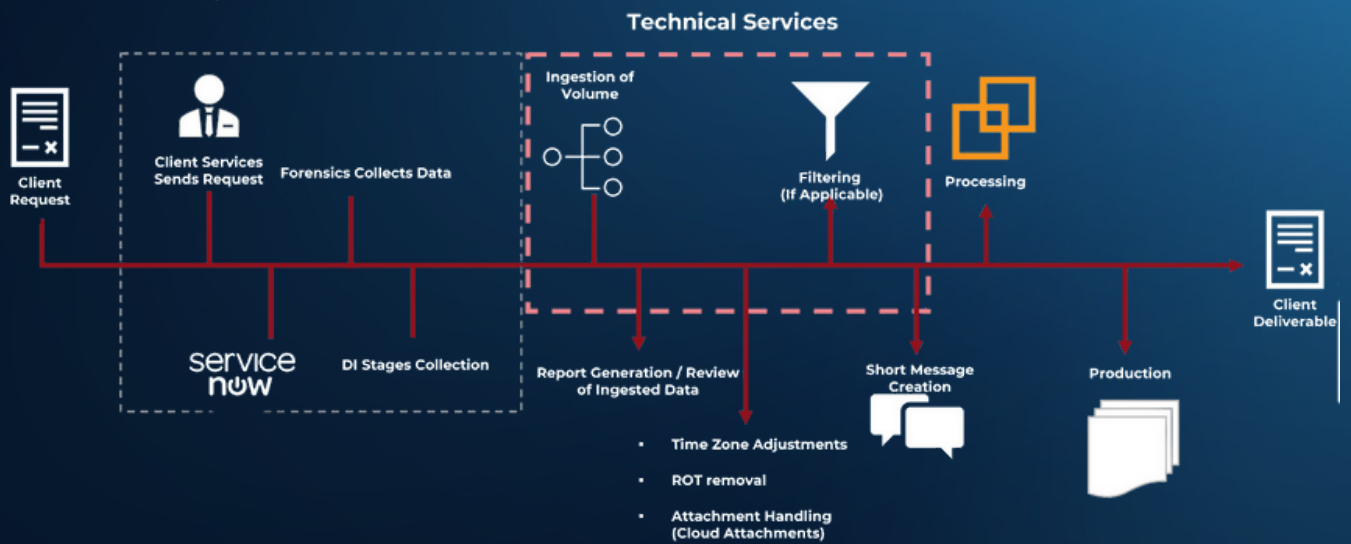 Technical Services
Client
Request
Client Services
Sends Request
Forensics Collects Data
service
now
DI Stages Collection
Ingestion of
Volume
Filtering
(If Applicable)
Report Generation / Review
of Ingested Data
▪ Time Zone Adjustments
▪ ROT removal
▪ Attachment Handling
(Cloud Attachments)
Short Message
Creation
Processing
Production
Client
Deliverable